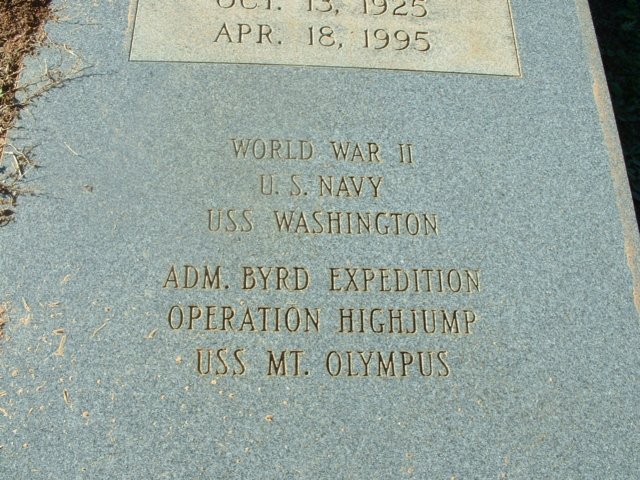 OCT. 13, 1925
APR. 18, 1995
WORLD WAR II
U. S. NAVY
USS WASHINGTON
ADM. BYRD EXPEDITION
OPERATION HIGHJUMP
USS MT. OLYMPUS